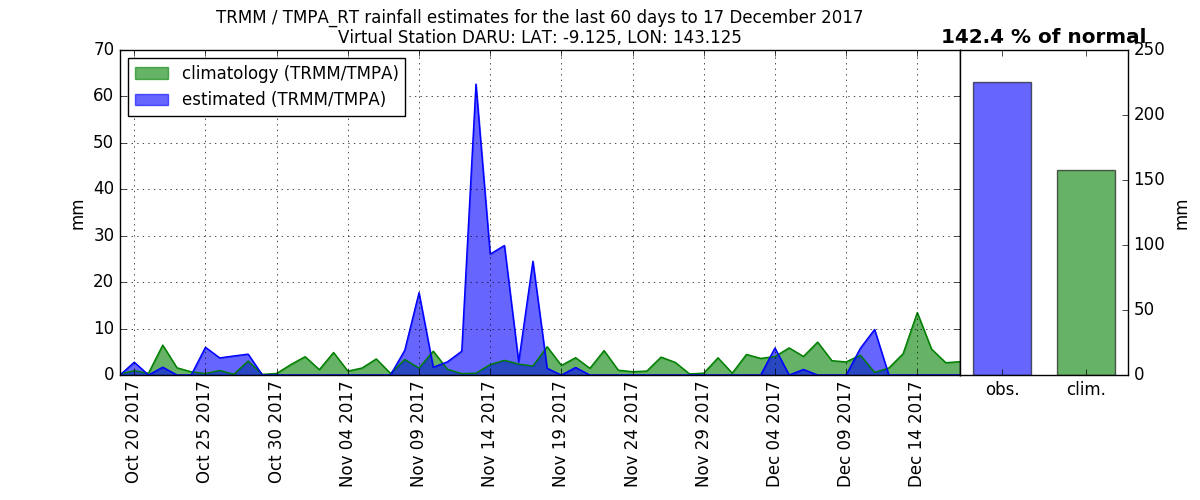 TRMM / TMPA_RT rainfall estimates for the last 60 days to 17 December 2017
Virtual Station DARU: LAT: -9.125, LON: 143.125
142.4 % of normal
climatology (TRMM/TMPA)
estimated (TRMM/TMPA)
70
60
50
40
30
20
10
0
mm
Oct 20 2017
Oct 25 2017
Oct 30 2017
Nov 04 2017
Nov 09 2017
Nov 14 2017
Nov 19 2017
Nov 24 2017
Nov 29 2017
Dec 04 2017
Dec 09 2017
Dec 14 2017
250
200
150
100
50
0
mm
obs.
clim.